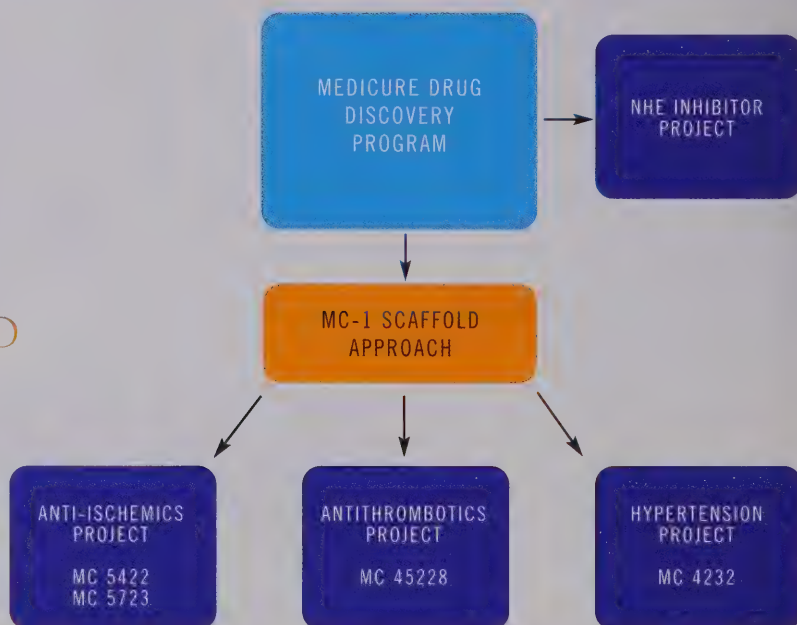 MEDICURE DRUG
DISCOVERY
PROGRAM
NHE INHIBITOR
PROJECT
MC-1 SCAFFOLD
APPROACH
ANTI-ISCHEMICS
PROJECT
MC 5422
MC 5723
ANTITHROMBOTICS
PROJECT
MC 45228
HYPERTENSION
PROJECT
MC 4232